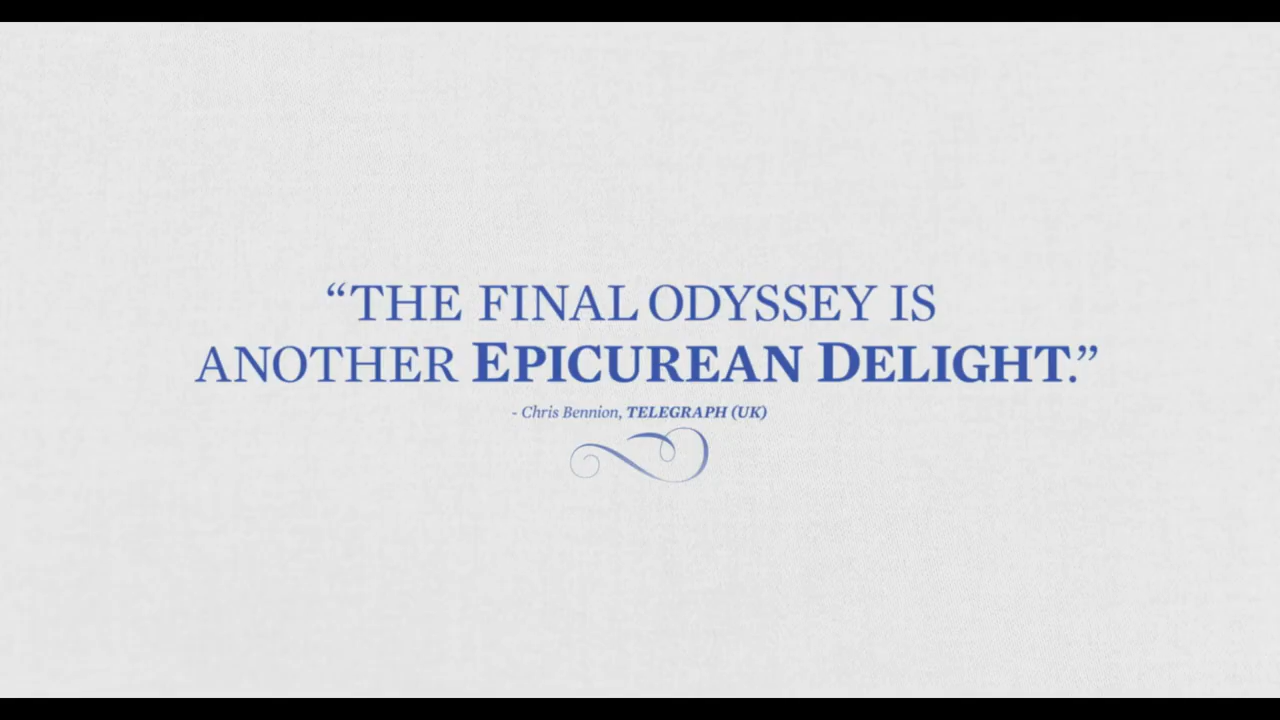 “THE FINAL ODYSSEY IS
ANOTHER EPICUREAN DELIGHT.”
- Chris Bennion, TELEGRAPH (UK)